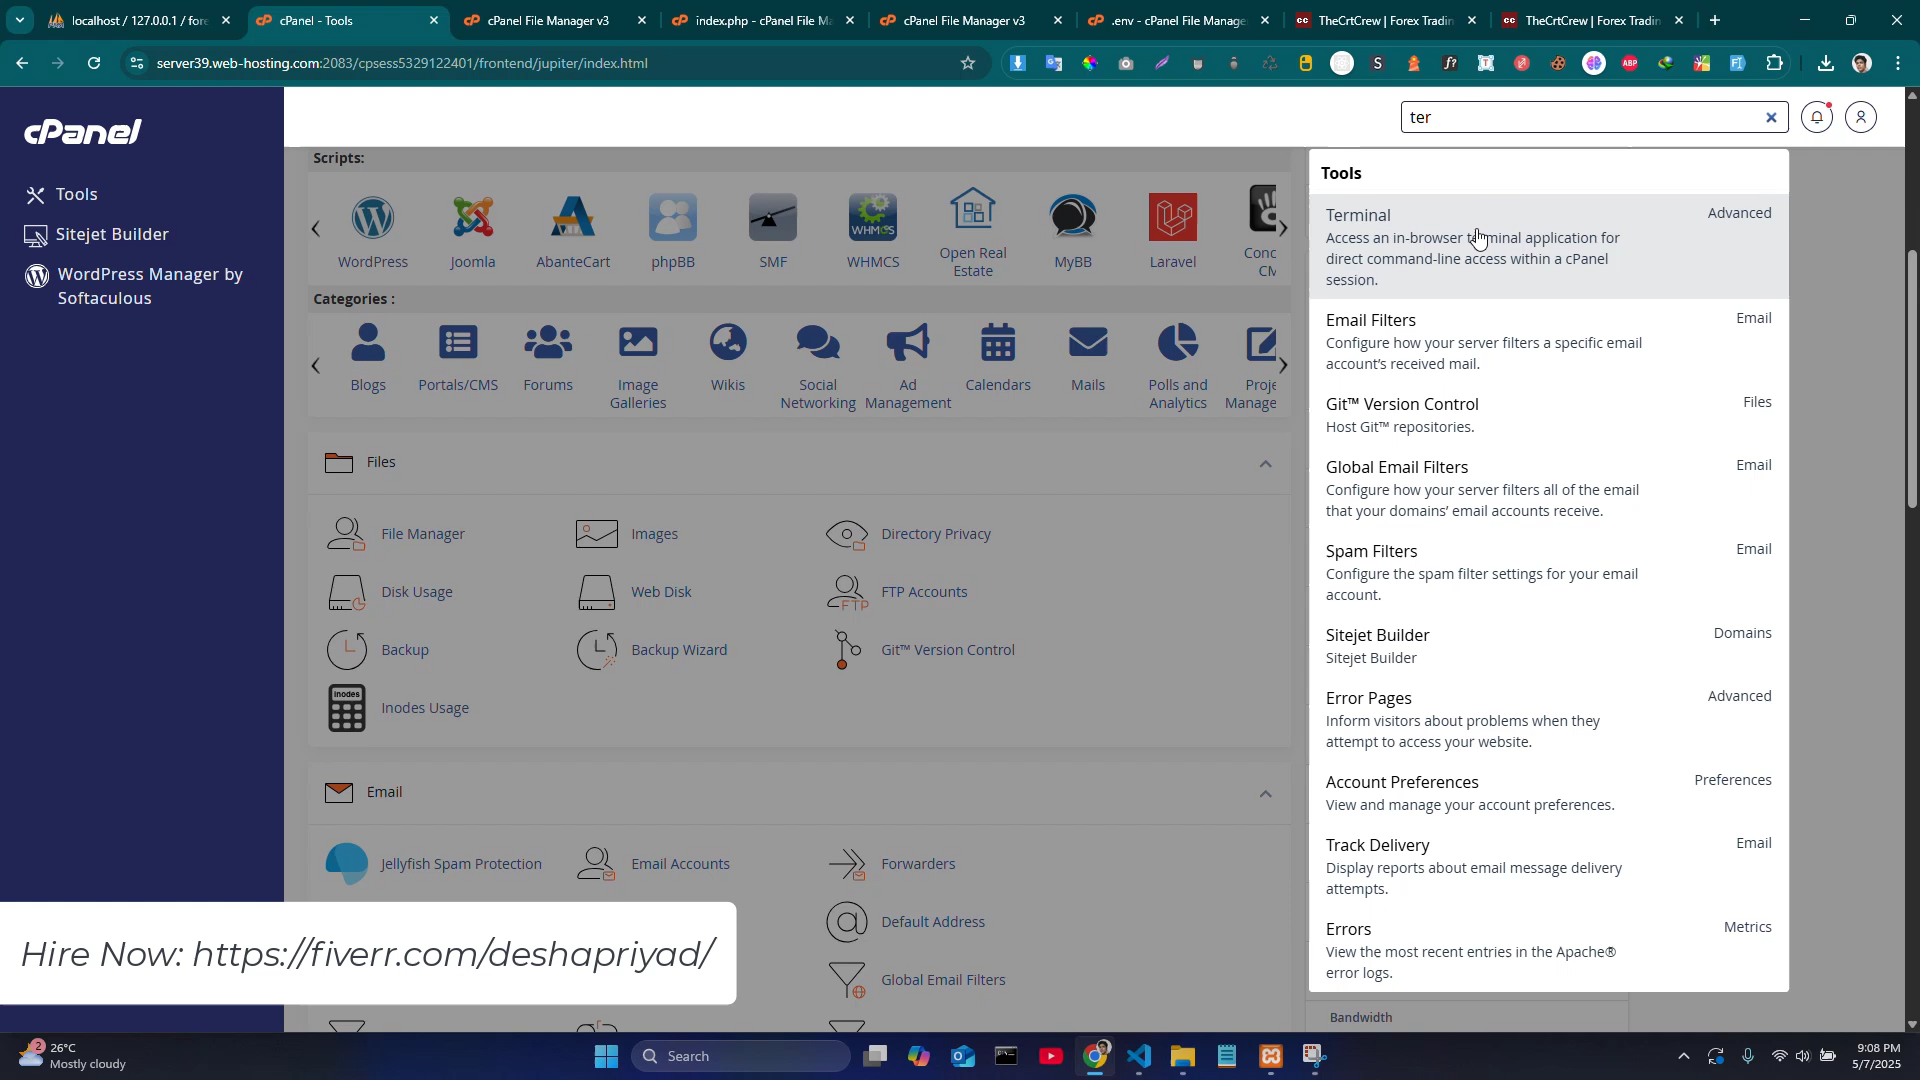 localhost / 127.0.0.1 / fore
cPanel - Tools
cPanel File Manager v3
index.php - cPanel File Ma
cPanel File Manager v3
.env - cPanel File Manage
TheCrtCrew | Forex Tradin
TheCrtCrew | Forex Tradin
server39.web-hosting.com:2083/cpsess5329122401/frontend/jupiter/index.html
cPanel
ter
Tools
Sitejet Builder
WordPress Manager by
Softaculous
Scripts:
WordPress
Joomla
AbanteCart
phpBB
SMF
WHMCS
Open Real
Estate
MyBB
Laravel
Conc
CM
Categories :
Blogs
Portals/CMS
Forums
Image
Galleries
Wikis
Social
Networking
Ad
Management
Calendars
Mails
Polls and
Analytics
Proje
Manage
Files
File Manager
Images
Directory Privacy
Disk Usage
Web Disk
FTP Accounts
Backup
Backup Wizard
Git™ Version Control
Inodes Usage
Email
Jellyfish Spam Protection
Email Accounts
Forwarders
Default Address
Global Email Filters
Tools
Terminal
Advanced
Access an in-browser terminal application for
direct command-line access within a cPanel
session.
Email Filters
Email
Configure how your server filters a specific email
account's received mail.
Git™ Version Control
Files
Host Git™ repositories.
Global Email Filters
Email
Configure how your server filters all of the email
that your domains' email accounts receive.
Spam Filters
Email
Configure the spam filter settings for your email
account.
Sitejet Builder
Domains
Sitejet Builder
Error Pages
Advanced
Inform visitors about problems when they
attempt to access your website.
Account Preferences
Preferences
View and manage your account preferences.
Track Delivery
Email
Display reports about email message delivery
attempts.
Errors
Metrics
View the most recent entries in the Apache®
error logs.
Bandwidth
Hire Now: https://fiverr.com/deshapriyad/
2
26°C
Mostly cloudy
Search
9:08 PM
5/7/2025